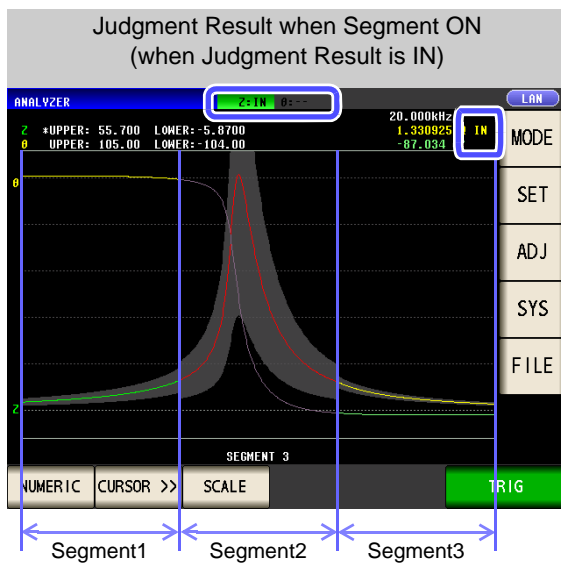 Judgment Result when Segment ON
(when Judgment Result is IN)
ANALYZER
Z:IN θ:--
LAN
20.000kHz
Z *UPPER: 55.700 LOWER:-5.8700
1.330925
IN
θ UPPER: 105.00 LOWER:-104.00
-87.034
MODE
SET
ADJ
SYS
FILE
θ
Z
SEGMENT 3
NUMERIC
CURSOR >>
SCALE
TRIG
Segment1
Segment2
Segment3